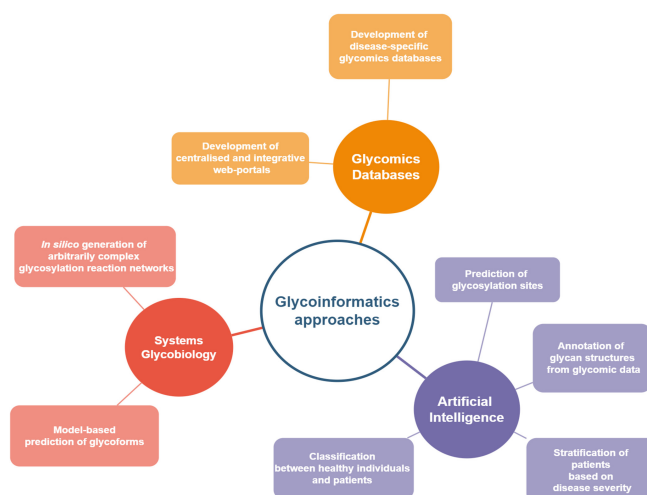 Development of
disease-specific
glycomics databases
Development of
centralised and integrative
web-portals
Glycomics
Databases
In silico generation of
arbitrarily complex
glycosylation reaction networks
Glycoinformatics
approaches
Prediction of
glycosylation sites
Systems
Glycobiology
Annotation of
glycan structures
from glycomic data
Artificial
Intelligence
Model-based
prediction of glycoforms
Classification
between healthy individuals
and patients
Stratification of
patients
based on
disease severity